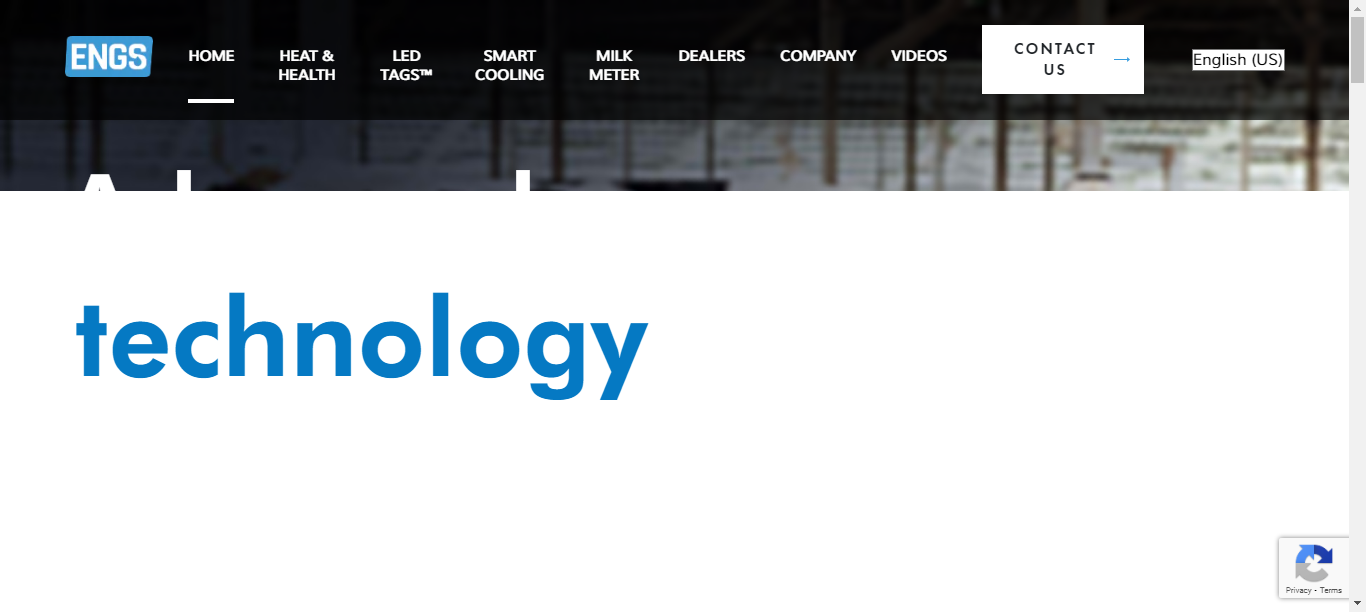 ENGS
HOME
HEAT &
HEALTH
LED
TAGS™
SMART
COOLING
MILK
METER
DEALERS
COMPANY
VIDEOS
CONTACT
US
English (US)
technology
Privacy - Terms